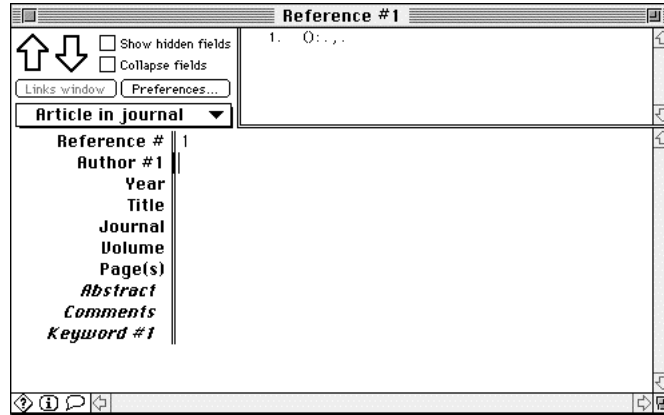 Reference #1
Show hidden fields
Collapse fields
Links window Preferences...
Article in journal
1. ():.,.
Reference # 1
Author #1
Year
Title
Journal
Volume
Page(s)
Abstract
Comments
Keyword #1